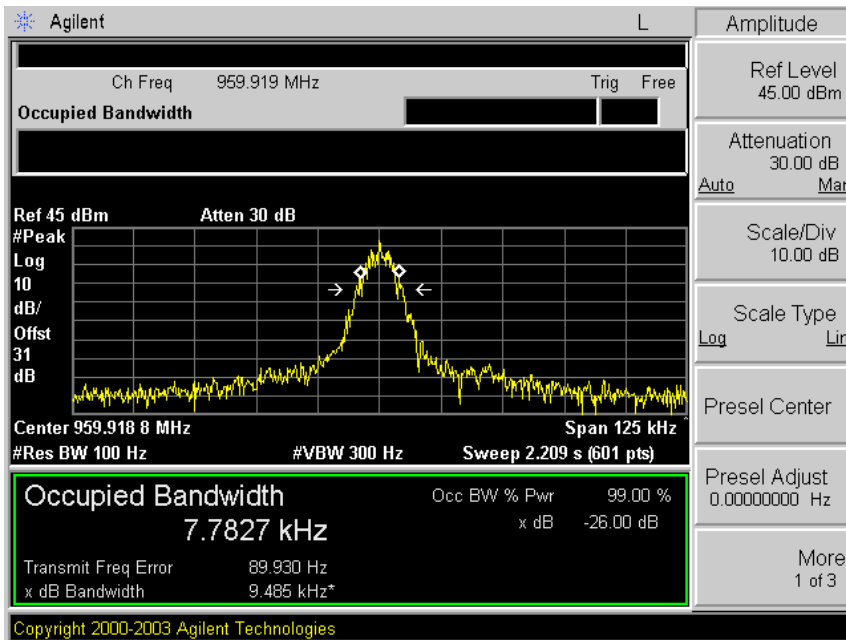 Agilent L
Amplitude
Ch Freq 959.919 MHz Trig Free
Occupied Bandwidth
Ref Level
45.00 dBm
Attenuation
30.00 dB
Auto Man
Ref 45 dBm Atten 30 dB
#Peak
Log
10
dB/
Offst
31
dB
Scale/Div
10.00 dB
Scale Type
Log Lin
Presel Center
Center 959.918 8 MHz Span 125 kHz
#Res BW 100 Hz #VBW 300 Hz Sweep 2.209 s (601 pts)
Presel Adjust
0.00000000 Hz
Occupied Bandwidth
7.7827 kHz
Occ BW % Pwr 99.00 %
x dB -26.00 dB
Transmit Freq Error 89.930 Hz
x dB Bandwidth 9.485 kHz*
More
1 of 3
Copyright 2000-2003 Agilent Technologies